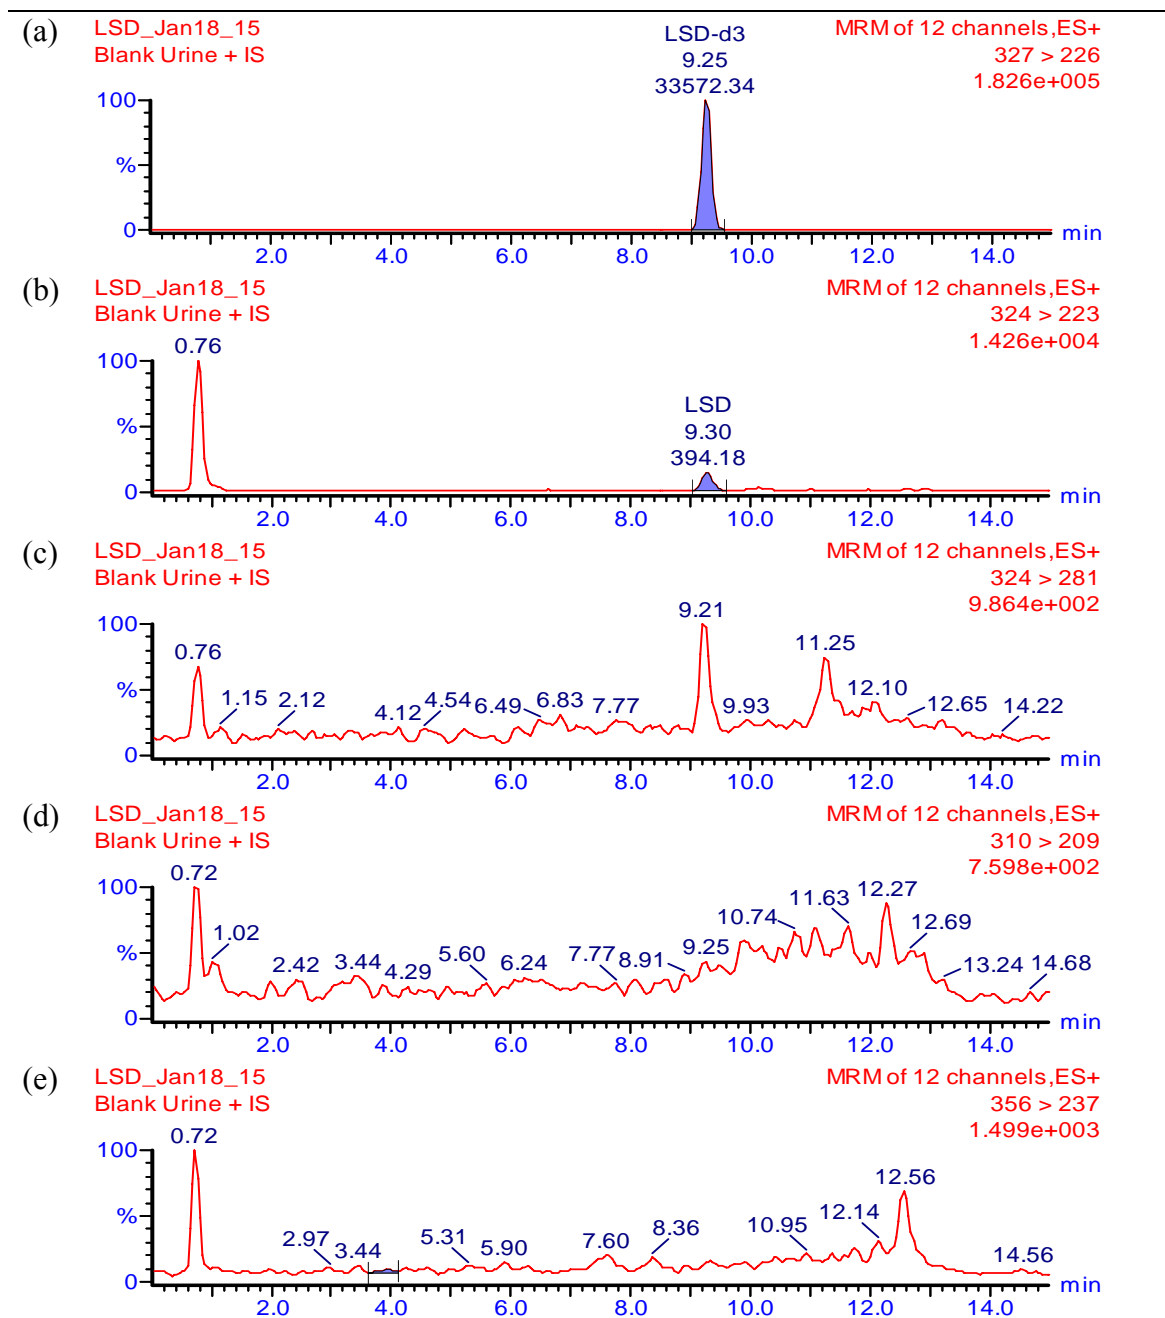 (a) LSD_Jan18_15 LSD-d3 MRM of 12 channels,ES+
Blank Urine + IS 9.25 327 > 226
33572.34 1.826e+005
100
%
0
2.0 4.0 6.0 8.0 10.0 12.0 14.0 min
(b) LSD_Jan18_15 MRM of 12 channels,ES+
Blank Urine + IS 324 > 223
0.76 1.426e+004
100
LSD
% 9.30
394.18
0
2.0 4.0 6.0 8.0 10.0 12.0 14.0 min
(c) LSD_Jan18_15 MRM of 12 channels,ES+
Blank Urine + IS 324 > 281
9.864e+002
100 9.21
0.76 11.25
% 1.15 2.12 4.12 4.54 6.49 6.83 7.77 9.93 12.10 12.65 14.22
0
2.0 4.0 6.0 8.0 10.0 12.0 14.0 min
(d) LSD_Jan18_15 MRM of 12 channels,ES+
Blank Urine + IS 310 > 209
7.598e+002
100 0.72 10.74 11.63 12.27
% 1.02 2.42 3.44 4.29 5.60 6.24 7.77 8.91 9.25 12.69 13.24 14.68
0
2.0 4.0 6.0 8.0 10.0 12.0 14.0 min
(e) LSD_Jan18_15 MRM of 12 channels,ES+
Blank Urine + IS 356 > 237
1.499e+003
100 0.72
12.56
% 2.97 3.44 5.31 5.90 7.60 8.36 10.95 12.14 14.56
0
2.0 4.0 6.0 8.0 10.0 12.0 14.0 min